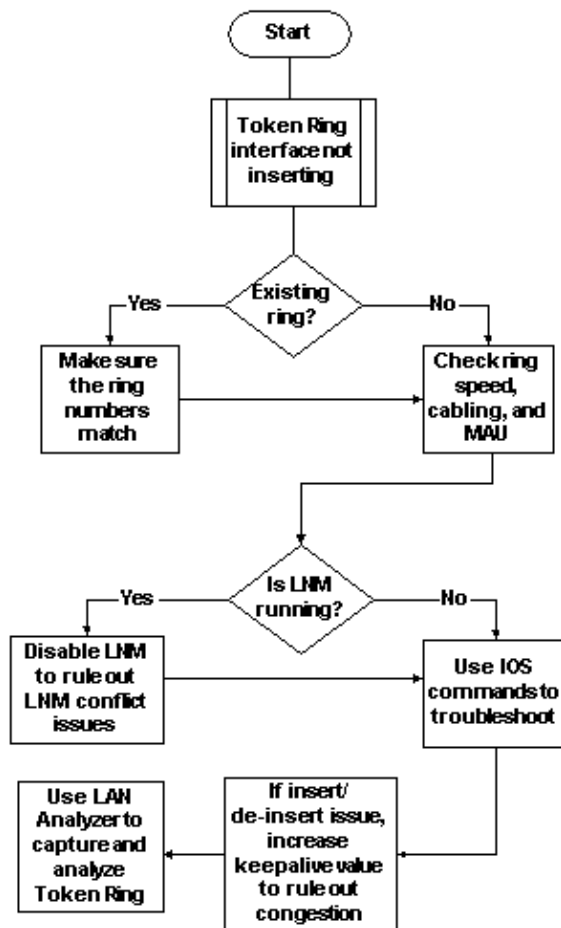 Start
Token Ring
interface not
inserting
Existing
ring?
Yes
No
Make sure
the ring
numbers
match
Check ring
speed,
cabling, and
MAU
Is LNM
running?
Yes
No
Disable LNM
to rule out
LNM conflict
issues
Use IOS
commands to
troubleshoot
If insert/
de-insert issue,
increase
keepalive value
to rule out
congestion
Use LAN
Analyzer to
capture and
analyze
Token Ring